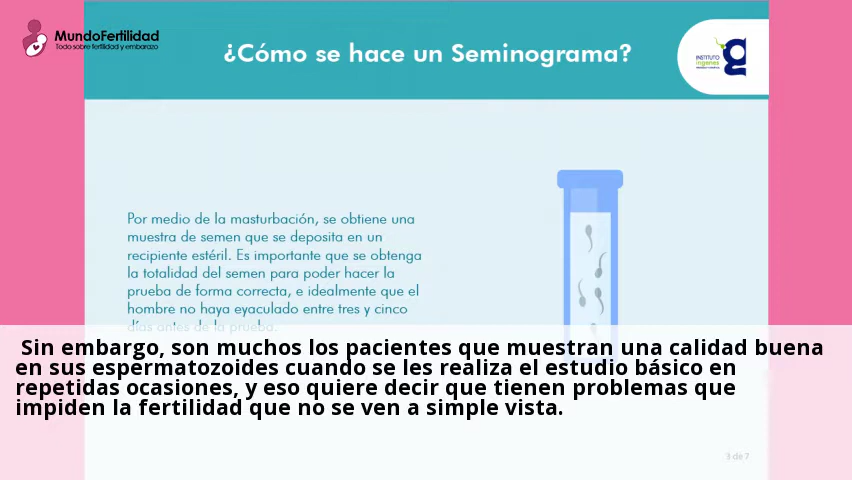 MundoFertilidad
Todo sobre fertilidad y embarazo
¿Cómo se hace un Seminograma?
INSTITUTO
ingenes
Por medio de la masturbación, se obtiene una
muestra de semen que se deposita en un
recipiente estéril. Es importante que se obtenga
la totalidad del semen para poder hacer la
prueba de forma correcta, e idealmente que el
hombre no haya eyaculado entre tres y cinco
días antes de la prueba.
Sin embargo, son muchos los pacientes que muestran una calidad buena
en sus espermatozoides cuando se les realiza el estudio básico en
repetidas ocasiones, y eso quiere decir que tienen problemas que
impiden la fertilidad que no se ven a simple vista.
3 de 7